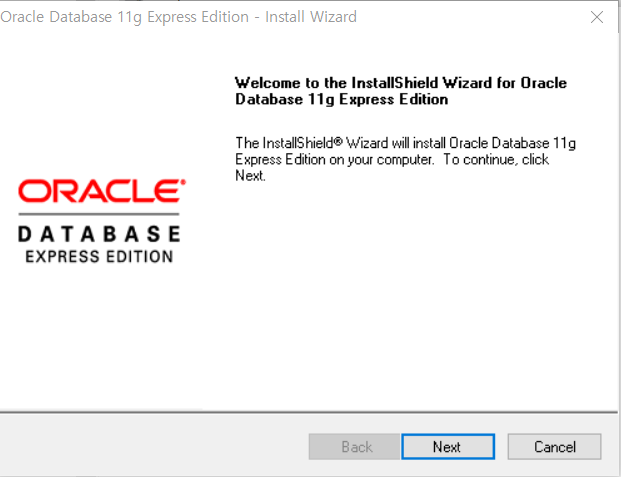 Oracle Database 11g Express Edition - Install Wizard
Welcome to the InstallShield Wizard for Oracle
Database 11g Express Edition
The InstallShield® Wizard will install Oracle Database 11g
Express Edition on your computer. To continue, click
Next.
ORACLE®
DATABASE
EXPRESS EDITION
Back
Next
Cancel